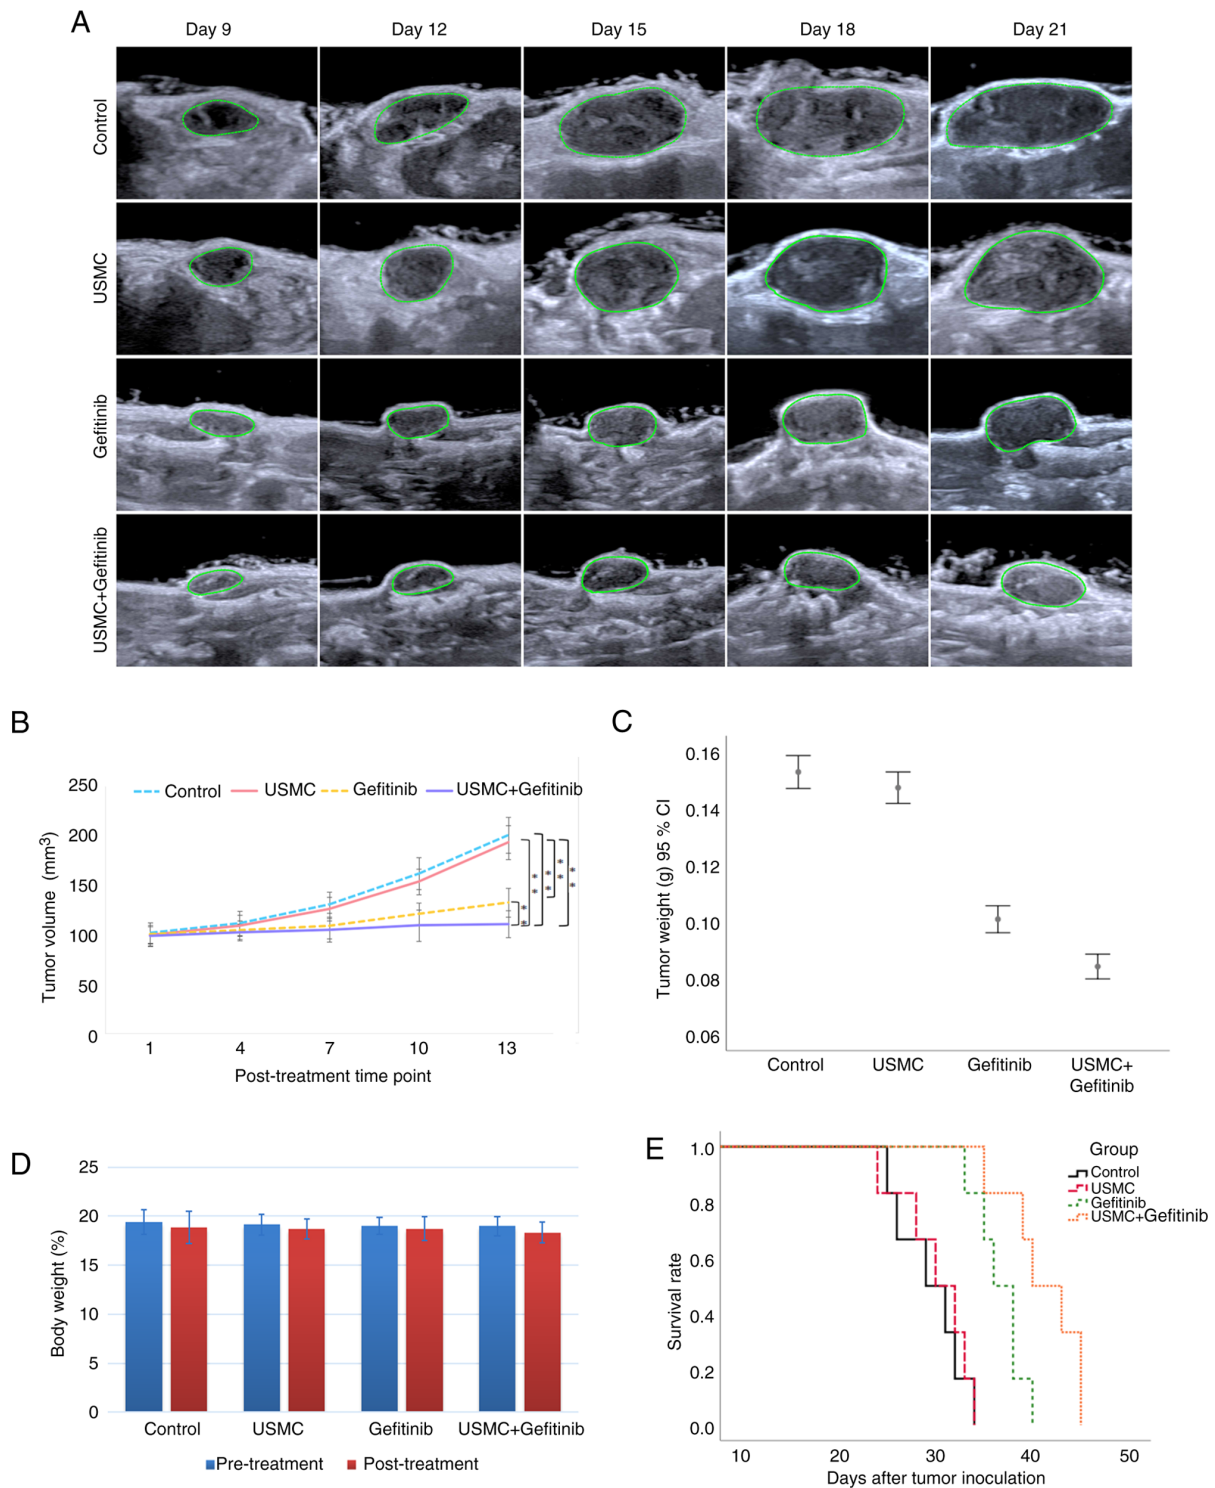 A
Day 9 Day 12 Day 15 Day 18 Day 21
Control
USMC
Gefitinib
USMC+Gefitinib
B
Tumor volume (mm³)
250
200
150
100
50
0
Control USMC Gefitinib USMC+Gefitinib
* * * * * * * * * *
1 4 7 10 13
Post-treatment time point
C
Tumor weight (g) 95 % CI
0.16
0.14
0.12
0.10
0.08
0.06
Control USMC Gefitinib USMC+
Gefitinib
D
Body weight (%)
25
20
15
10
5
0
Control USMC Gefitinib USMC+Gefitinib
Pre-treatment Post-treatment
E
Survival rate
1.0
0.8
0.6
0.4
0.2
0.0
Group
Control
USMC
Gefitinib
USMC+Gefitinib
10 20 30 40 50
Days after tumor inoculation